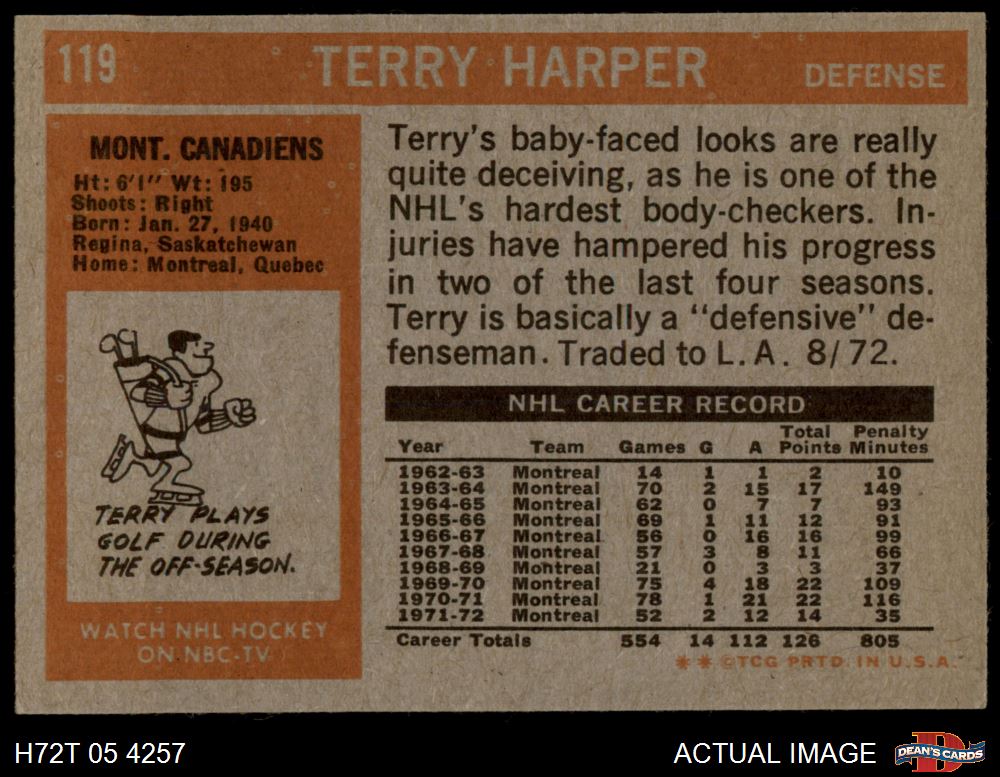 119 TERRY HARPER DEFENSE
MONT. CANADIENS
Ht: 6'1" Wt: 195
Shoots: Right
Born: Jan. 27, 1940
Regina, Saskatchewan
Home: Montreal, Quebec
TERRY PLAYS
GOLF DURING
THE OFF-SEASON.
WATCH NHL HOCKEY
ON NBC-TV
Terry's baby-faced looks are really
quite deceiving, as he is one of the
NHL's hardest body-checkers. In-
juries have hampered his progress
in two of the last four seasons.
Terry is basically a "defensive" de-
fenseman. Traded to L.A. 8/72.
NHL CAREER RECORD
Year Team Games G A Total Points Penalty Minutes
1962-63 Montreal 14 1 1 2 10
1963-64 Montreal 70 2 15 17 149
1964-65 Montreal 62 0 7 7 93
1965-66 Montreal 69 1 11 12 91
1966-67 Montreal 56 0 16 16 99
1967-68 Montreal 57 3 8 11 66
1968-69 Montreal 21 0 3 3 37
1969-70 Montreal 75 4 18 22 109
1970-71 Montreal 78 1 21 22 116
1971-72 Montreal 52 2 12 14 35
Career Totals 554 14 112 126 805
** ©TCG PRTD. IN U.S.A.
H72T 05 4257
ACTUAL IMAGE
DEAN'S CARDS